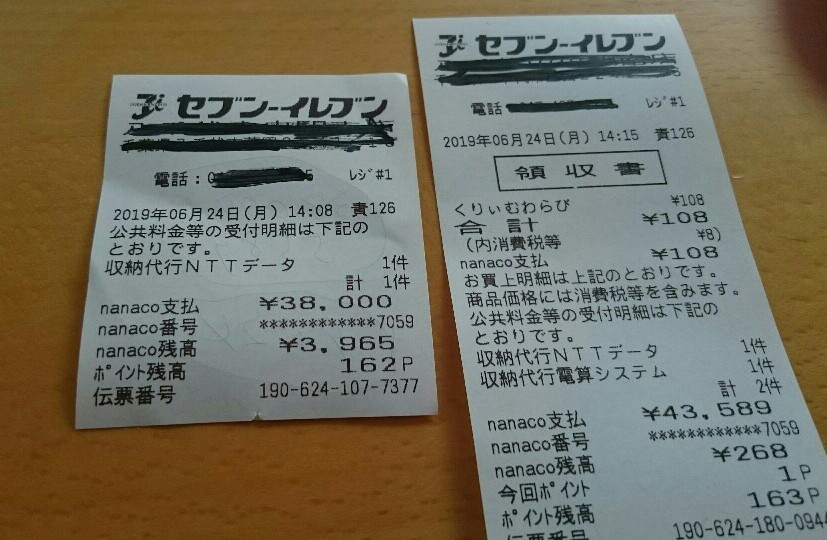 セブン-イレブン
電話:
レジ#1
2019年06月24日(月) 14:08 責126
公共料金等の受付明細は下記の
とおりです。
収納代行NTTデータ 1件
計 1件
nanaco支払 ¥38,000
nanaco番号 ************7059
nanaco残高 ¥3,965
ポイント残高 162P
伝票番号 190-624-107-7377
セブン-イレブン
電話
レジ#1
2019年06月24日(月) 14:15 責126
領収書
くりぃむわらび ¥108
合計 ¥108
(内消費税等 ¥8)
nanaco支払 ¥108
お買上明細は上記のとおりです。
商品価格には消費税等を含みます。
公共料金等の受付明細は下記の
とおりです。
収納代行NTTデータ 1件
収納代行電算システム 1件
計 2件
nanaco支払 ¥43,589
nanaco番号 ************7059
nanaco残高 ¥268
今回ポイント 1P
ポイント残高 163P
伝票番号 190-624-180-0944